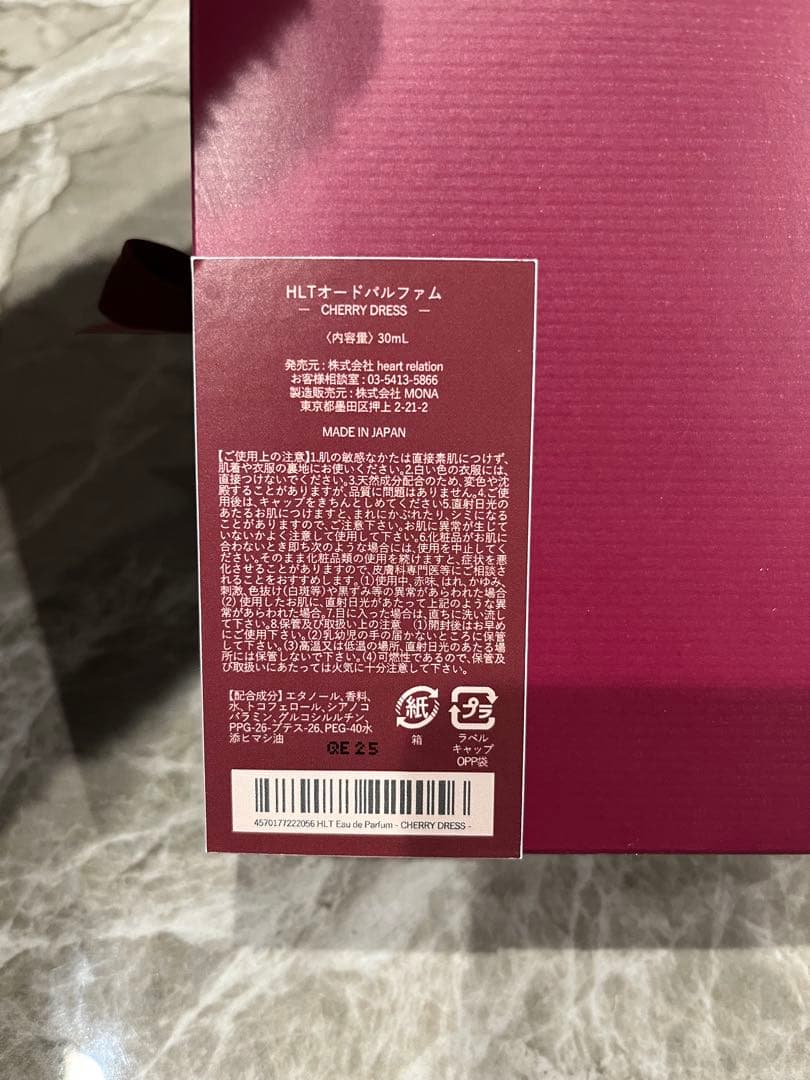 HLTオードパルファム
— CHERRY DRESS —
〈内容量〉30mL
発売元：株式会社 heart relation
お客様相談室：03-5413-5866
製造販売元：株式会社 MONA
東京都墨田区押上 2-21-2
MADE IN JAPAN
【ご使用上の注意】1.肌の敏感なかたは直接素肌につけず、
肌着や衣服の裏地にお使いください。2.白い色の衣服には、
直接つけないでください。3.天然成分配合のため、変色や沈
殿することがありますが、品質に問題はありません。4.ご使
用後は、キャップをきちんとしめてください5.直射日光の
あたるお肌につけますと、まれにかぶれたり、シミになる
ことがありますので、ご注意下さい。お肌に異常が生じて
いないかよく注意して使用して下さい。6.化粧品がお肌に
合わないとき即ち次のような場合には、使用を中止してく
ださい。そのまま化粧品類の使用を続けますと、症状を悪
化させることがありますので、皮膚科専門医等にご相談さ
れることをおすすめします。(1)使用中、赤味、はれ、かゆみ、
刺激、色抜け(白斑等)や黒ずみ等の異常があらわれた場合
(2) 使用したお肌に、直射日光があたって上記のような異
常があらわれた場合。7.目に入った場合は、直ちに洗い流し
て下さい。8.保管及び取扱い上の注意 (1)開封後はお早め
にご使用下さい。(2)乳幼児の手の届かないところに保管
して下さい。(3)高温又は低温の場所、直射日光のあたる場
所には保管しないで下さい。(4)可燃性であるので、保管及
び取扱いにあたっては火気に十分注意して下さい。
【配合成分】エタノール、香料、
水、トコフェロール、シアノコ
バラミン、グルコシルルチン、
PPG-26-ブテス-26、PEG-40水
添ヒマシ油
QE25
紙
箱
プラ
ラベル
キャップ
OPP袋
4570177222056 HLT Eau de Parfum - CHERRY DRESS -